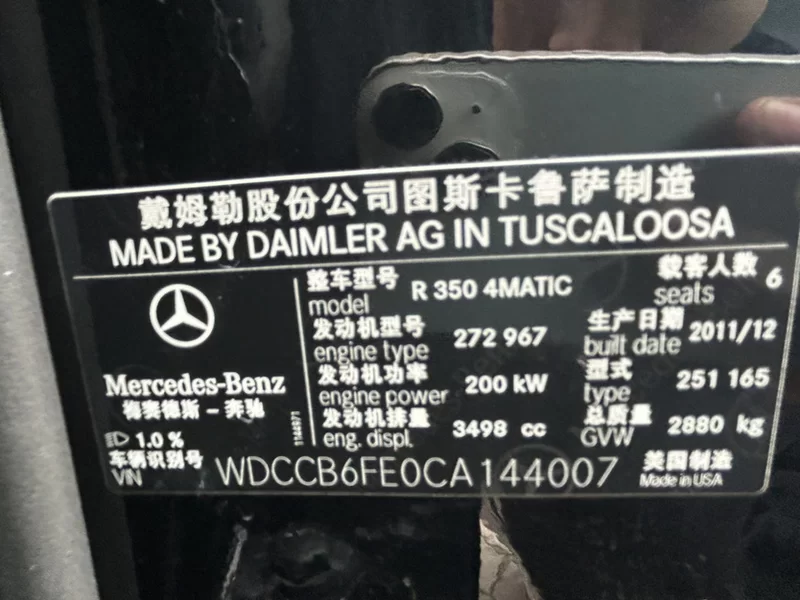 戴姆勒股份公司图斯卡鲁萨制造
MADE BY DAIMLER AG IN TUSCALOOSA
整车型号 R 350 4MATIC 载客人数 6
model seats
发动机型号 272 967 生产日期 2011/12
engine type built date
发动机功率 200 kW 型式 251 165
engine power type
发动机排量 3498 cc 总质量 2880 kg
eng. displ. GVW
Mercedes-Benz
梅赛德斯－奔驰
1.0 %
1144971
车辆识别号 WDCCB6FE0CA144007 美国制造
VIN Made in USA